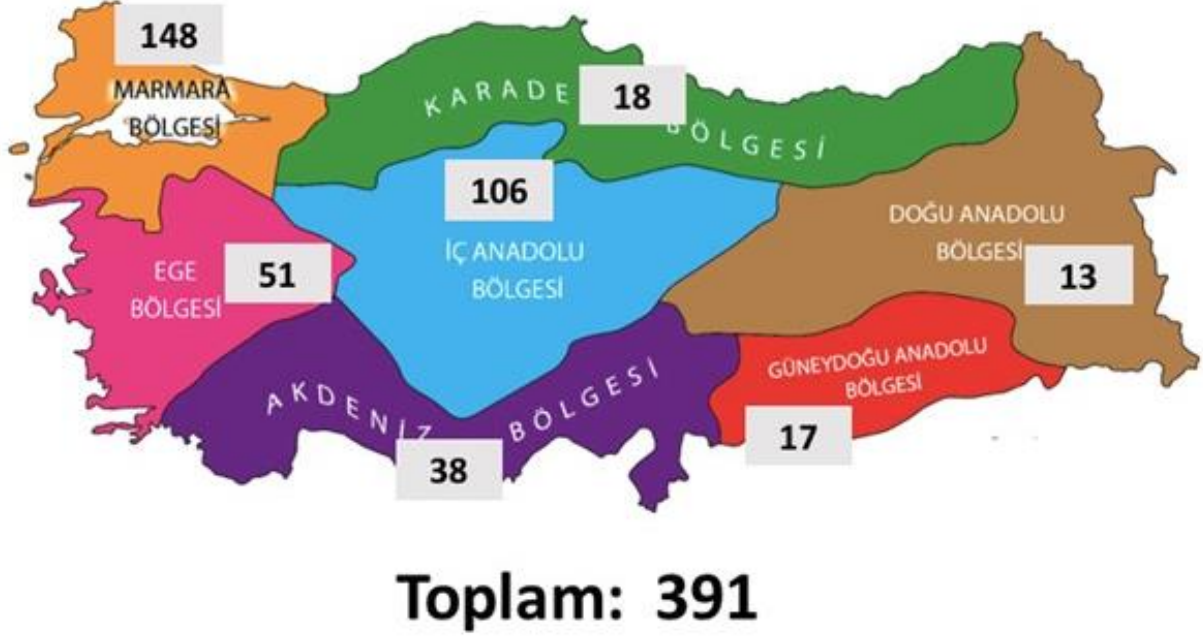 148
MARMARA
BÖLGESİ
KARADE
18
BÖLGESİ
106
İÇ ANADOLU
BÖLGESİ
DOĞU ANADOLU
BÖLGESİ
13
EGE
BÖLGESİ
51
GÜNEYDOĞU ANADOLU
BÖLGESİ
17
AKDENİZ BÖLGESİ
38
Toplam: 391